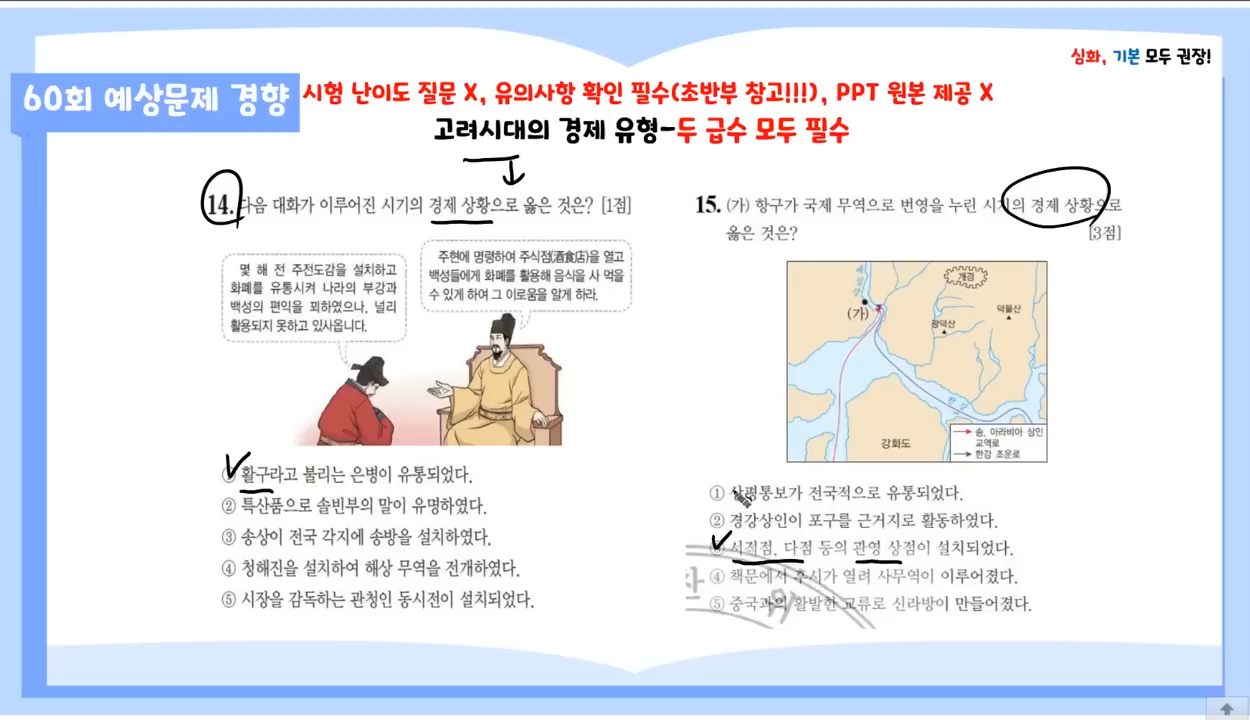 심화, 기본 모두 권장!
60회 예상문제 경향
시험 난이도 질문 X, 유의사항 확인 필수(초반부 참고!!!), PPT 원본 제공 X
고려시대의 경제 유형-두 급수 모두 필수
14. 다음 대화가 이루어진 시기의 경제 상황으로 옳은 것은? [1점]
몇 해 전 주전도감을 설치하고
화폐를 유통시켜 나라의 부강과
백성의 편익을 꾀하였으나, 널리
활용되지 못하고 있사옵니다.
주현에 명령하여 주식점(酒食店)을 열고
백성들에게 화폐를 활용해 음식을 사 먹을
수 있게 하여 그 이로움을 알게 하라.
① 활구라고 불리는 은병이 유통되었다.
② 특산품으로 솔빈부의 말이 유명하였다.
③ 송상이 전국 각지에 송방을 설치하였다.
④ 청해진을 설치하여 해상 무역을 전개하였다.
⑤ 시장을 감독하는 관청인 동시전이 설치되었다.
15. (가) 항구가 국제 무역으로 번영을 누린 시기의 경제 상황으로
옳은 것은? [3점]
예성강
개경
(가)
덕물산
광덕산
한강
강화도
송, 아라비아 상인
교역로
한강 조운로
① 상평통보가 전국적으로 유통되었다.
② 경강상인이 포구를 근거지로 활동하였다.
③ 서적점, 다점 등의 관영 상점이 설치되었다.
④ 책문에서 후시가 열려 사무역이 이루어졌다.
⑤ 중국과의 활발한 교류로 신라방이 만들어졌다.